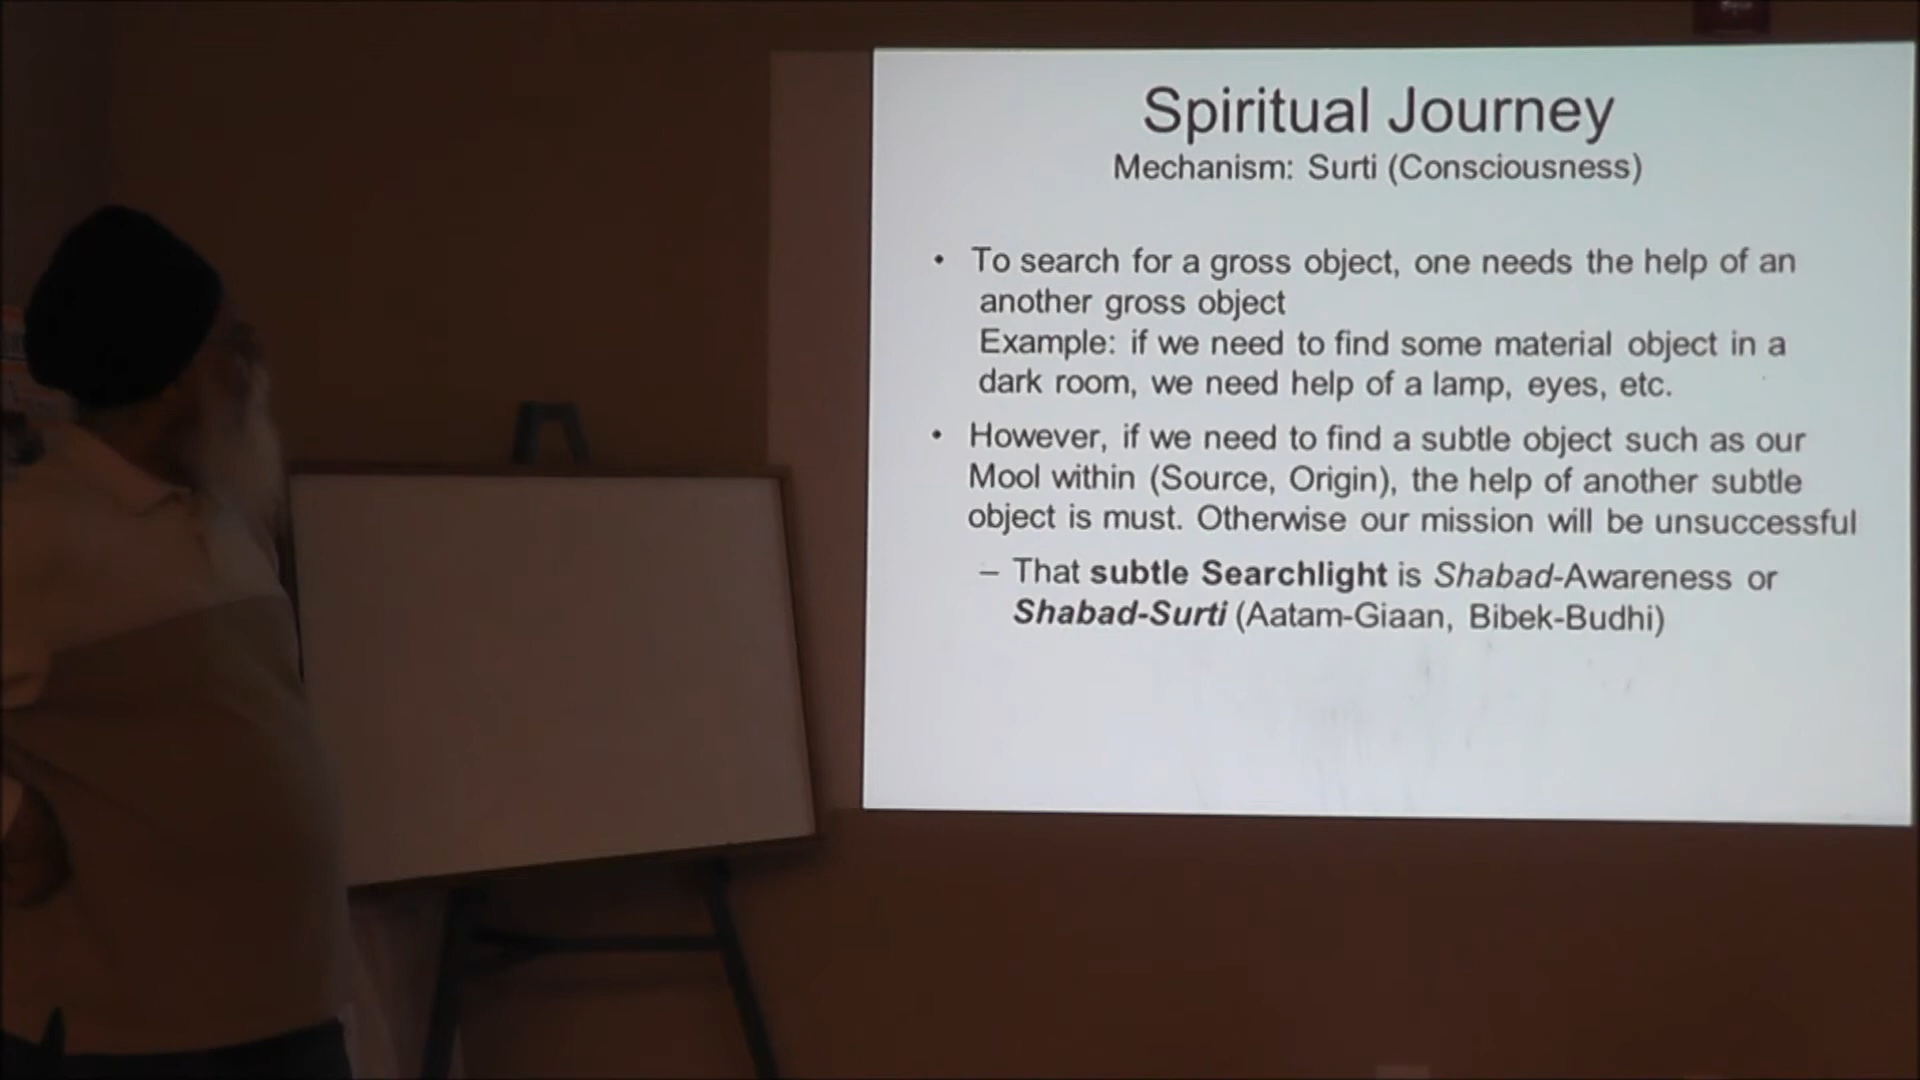 Spiritual Journey
Mechanism: Surti (Consciousness)
• To search for a gross object, one needs the help of an
another gross object
Example: if we need to find some material object in a
dark room, we need help of a lamp, eyes, etc.
• However, if we need to find a subtle object such as our
Mool within (Source, Origin), the help of another subtle
object is must. Otherwise our mission will be unsuccessful
– That subtle Searchlight is Shabad-Awareness or
Shabad-Surti (Aatam-Giaan, Bibek-Budhi)